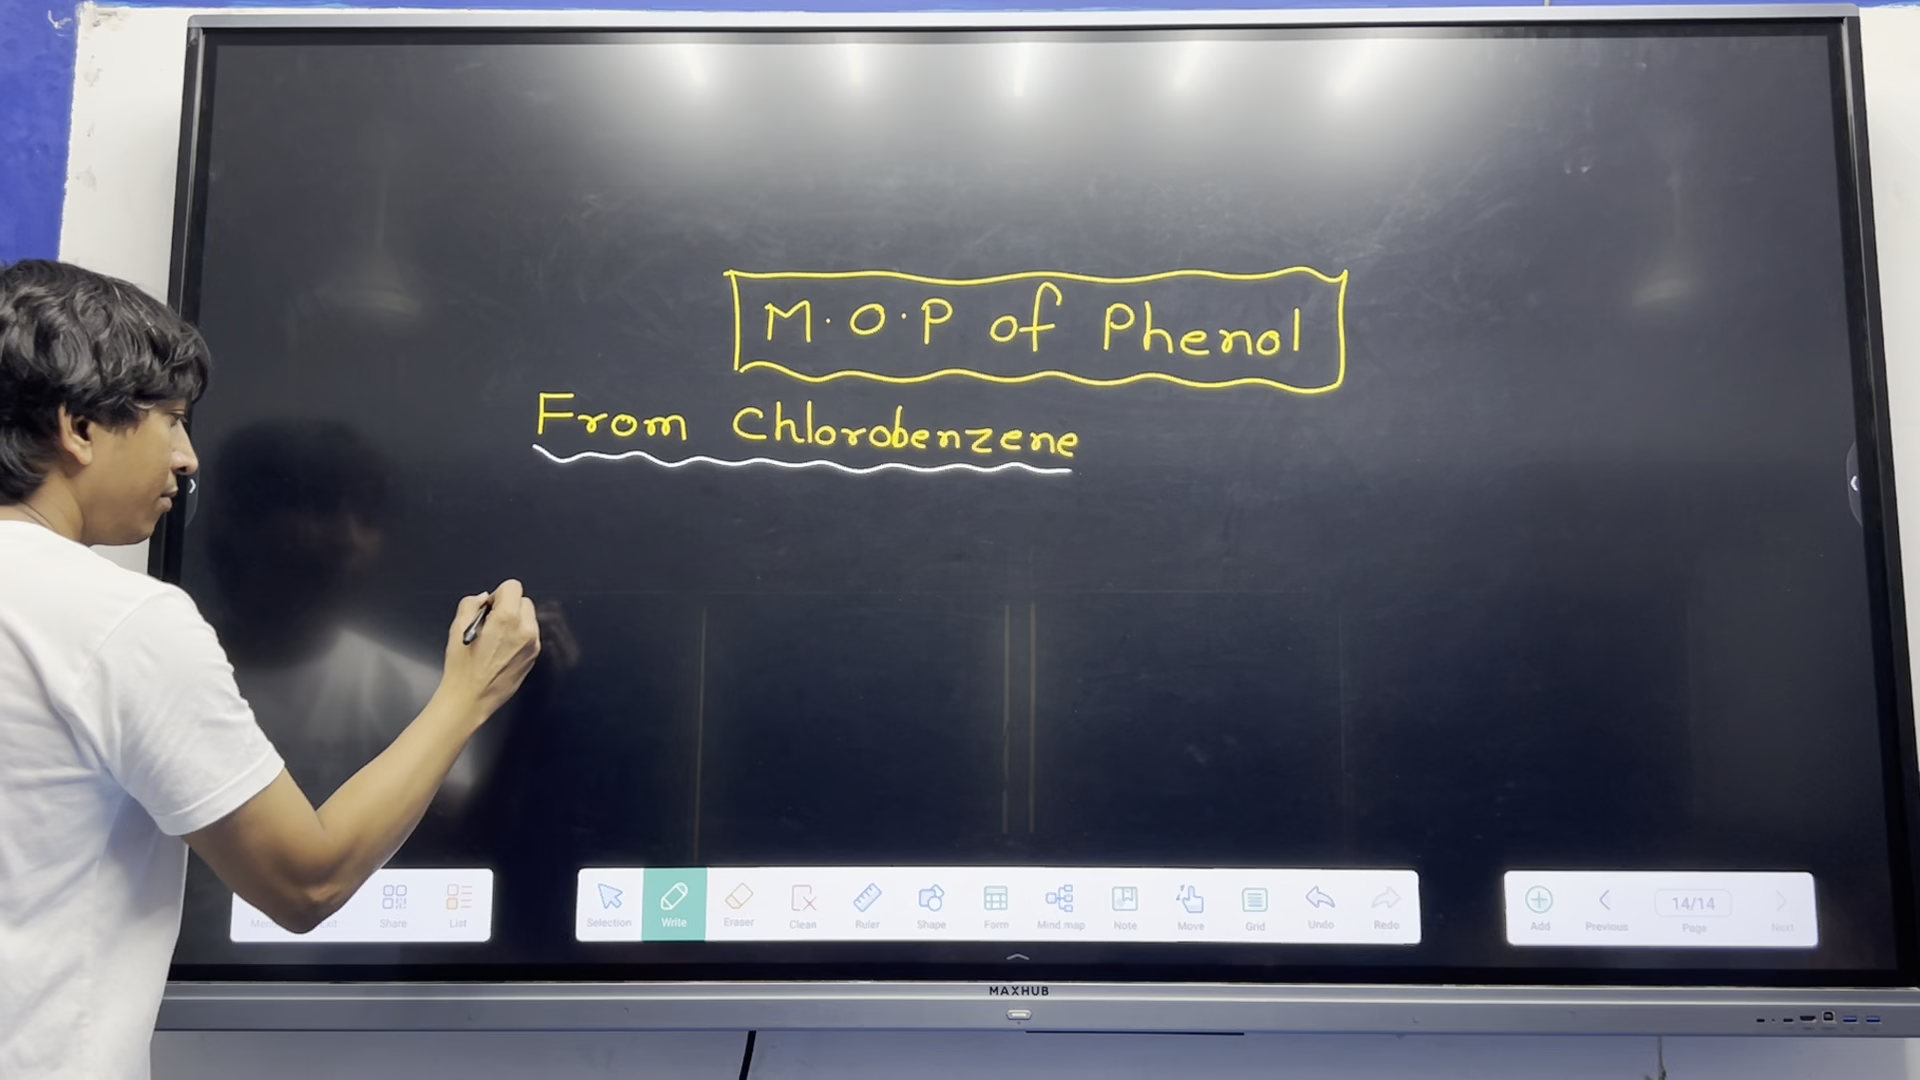 M.O.P of Phenol
From Chlorobenzene
Share
List
Selection
Write
Eraser
Clean
Ruler
Shape
Form
Mind map
Note
Move
Grid
Undo
Redo
Add
Previous
14/14
Page
Next
MAXHUB